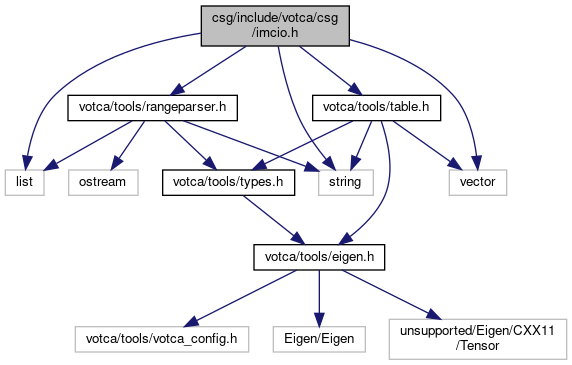 csg/include/votca/csg
/imcio.h
votca/tools/rangeparser.h
votca/tools/table.h
list
ostream
votca/tools/types.h
string
vector
votca/tools/eigen.h
votca/tools/votca_config.h
Eigen/Eigen
unsupported/Eigen/CXX11
/Tensor